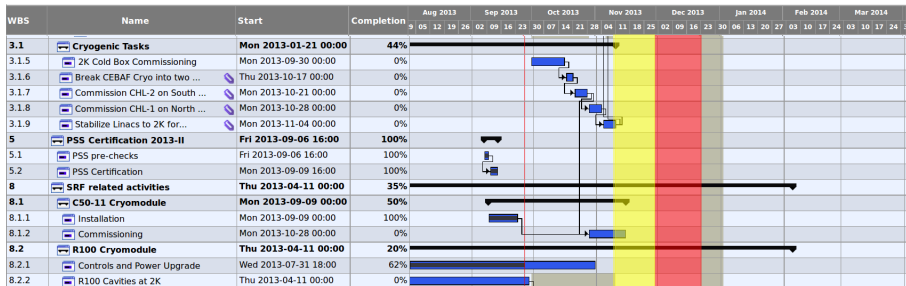 WBS Name Start Completion Aug 2013 Sep 2013 Oct 2013 Nov 2013 Dec 2013 Jan 2014 Feb 2014 Mar 2014
29 05 12 19 26 02 09 16 23 30 07 14 21 28 04 11 18 25 02 09 16 23 30 06 13 20 27 03 10 17 24 03 10 17 24 31
3.1 Cryogenic Tasks Mon 2013-01-21 00:00 44%
3.1.5 2K Cold Box Commissioning Mon 2013-09-30 00:00 0%
3.1.6 Break CEBAF Cryo into two ... Thu 2013-10-17 00:00 0%
3.1.7 Commission CHL-2 on South ... Mon 2013-10-21 00:00 0%
3.1.8 Commission CHL-1 on North ... Mon 2013-10-28 00:00 0%
3.1.9 Stabilize Linacs to 2K for... Mon 2013-11-04 00:00 0%
5 PSS Certification 2013-II Fri 2013-09-06 16:00 100%
5.1 PSS pre-checks Fri 2013-09-06 16:00 100%
5.2 PSS Certification Mon 2013-09-09 16:00 100%
8 SRF related activities Thu 2013-04-11 00:00 35%
8.1 C50-11 Cryomodule Mon 2013-09-09 00:00 50%
8.1.1 Installation Mon 2013-09-09 00:00 100%
8.1.2 Commissioning Mon 2013-10-28 00:00 0%
8.2 R100 Cryomodule Thu 2013-04-11 00:00 20%
8.2.1 Controls and Power Upgrade Wed 2013-07-31 18:00 62%
8.2.2 R100 Cavities at 2K Thu 2013-04-11 00:00 0%